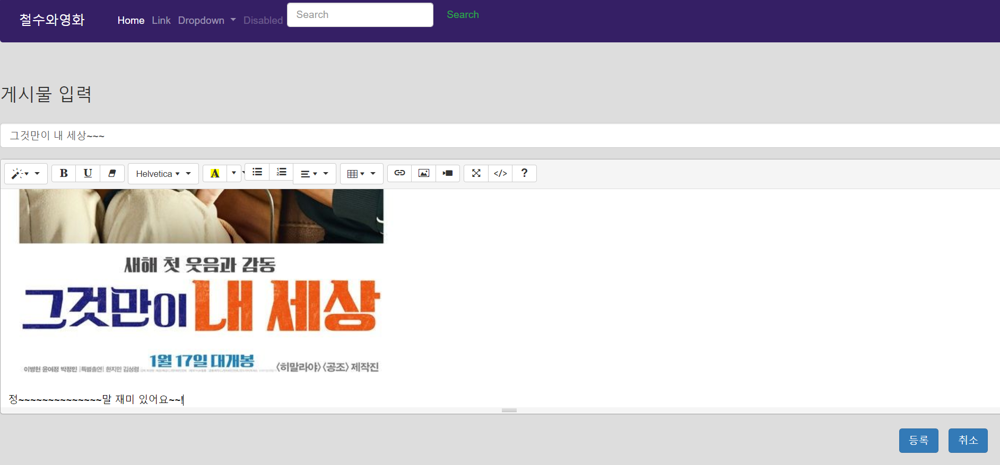 철수와영화 Home Link Dropdown Disabled Search Search
게시물 입력
그것만이 내 세상~~~
B U Helvetica A </> ?
새해 첫 웃음과 감동
그것만이 내 세상
1월 17일 대개봉
이병헌 윤여정 박정민 |특별출연| 한지민 김성령
<히말라야> <공조> 제작진
정~~~~~~~~~~~~~~말 재미 있어요~~!
등록 취소